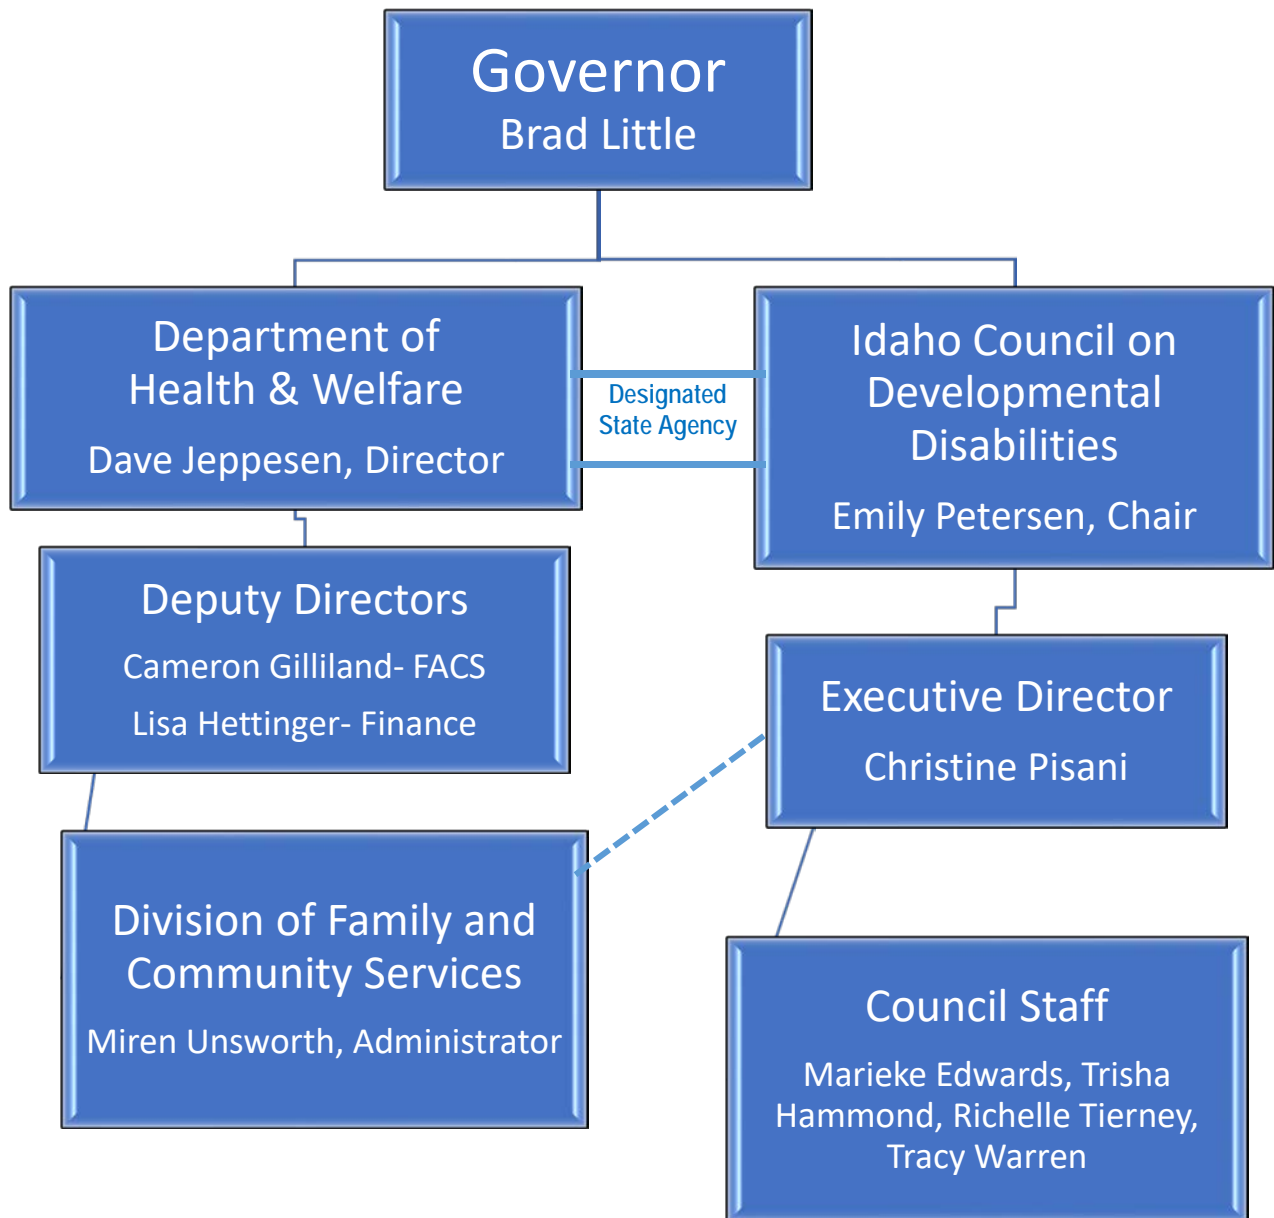 Governor
Brad Little
Department of
Health & Welfare
Dave Jeppesen, Director
Designated
State Agency
Idaho Council on
Developmental
Disabilities
Emily Petersen, Chair
Deputy Directors
Cameron Gilliland- FACS
Lisa Hettinger- Finance
Executive Director
Christine Pisani
Division of Family and
Community Services
Miren Unsworth, Administrator
Council Staff
Marieke Edwards, Trisha
Hammond, Richelle Tierney,
Tracy Warren